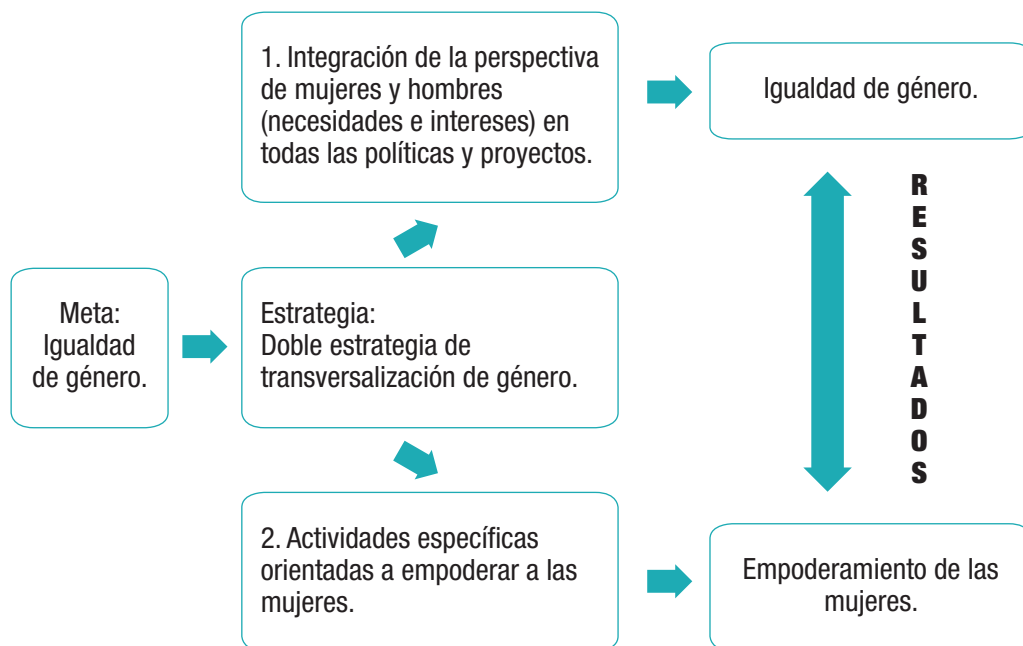 1. Integración de la perspectiva
de mujeres y hombres
(necesidades e intereses) en
todas las políticas y proyectos.
Igualdad de género.
Meta:
Igualdad
de género.
Estrategia:
Doble estrategia de
transversalización de género.
RESULTADOS
2. Actividades específicas
orientadas a empoderar a las
mujeres.
Empoderamiento de las
mujeres.